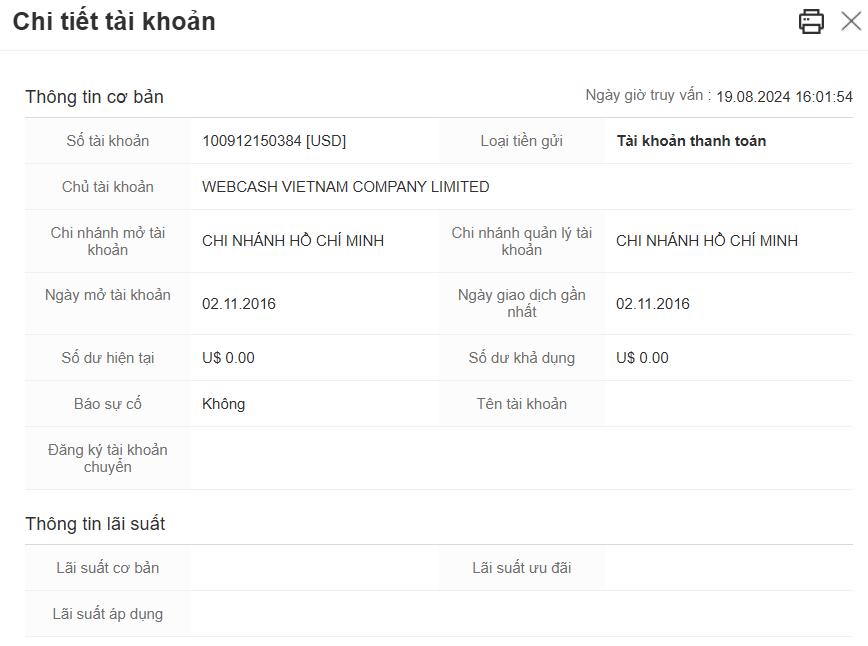 Chi tiết tài khoản
Thông tin cơ bản
Ngày giờ truy vấn : 19.08.2024 16:01:54
Số tài khoản
100912150384 [USD]
Loại tiền gửi
Tài khoản thanh toán
Chủ tài khoản
WEBCASH VIETNAM COMPANY LIMITED
Chi nhánh mở tài
khoản
CHI NHÁNH HỒ CHÍ MINH
Chi nhánh quản lý tài
khoản
CHI NHÁNH HỒ CHÍ MINH
Ngày mở tài khoản
02.11.2016
Ngày giao dịch gần
nhất
02.11.2016
Số dư hiện tại
U$ 0.00
Số dư khả dụng
U$ 0.00
Báo sự cố
Không
Tên tài khoản
Đăng ký tài khoản
chuyển
Thông tin lãi suất
Lãi suất cơ bản
Lãi suất ưu đãi
Lãi suất áp dụng